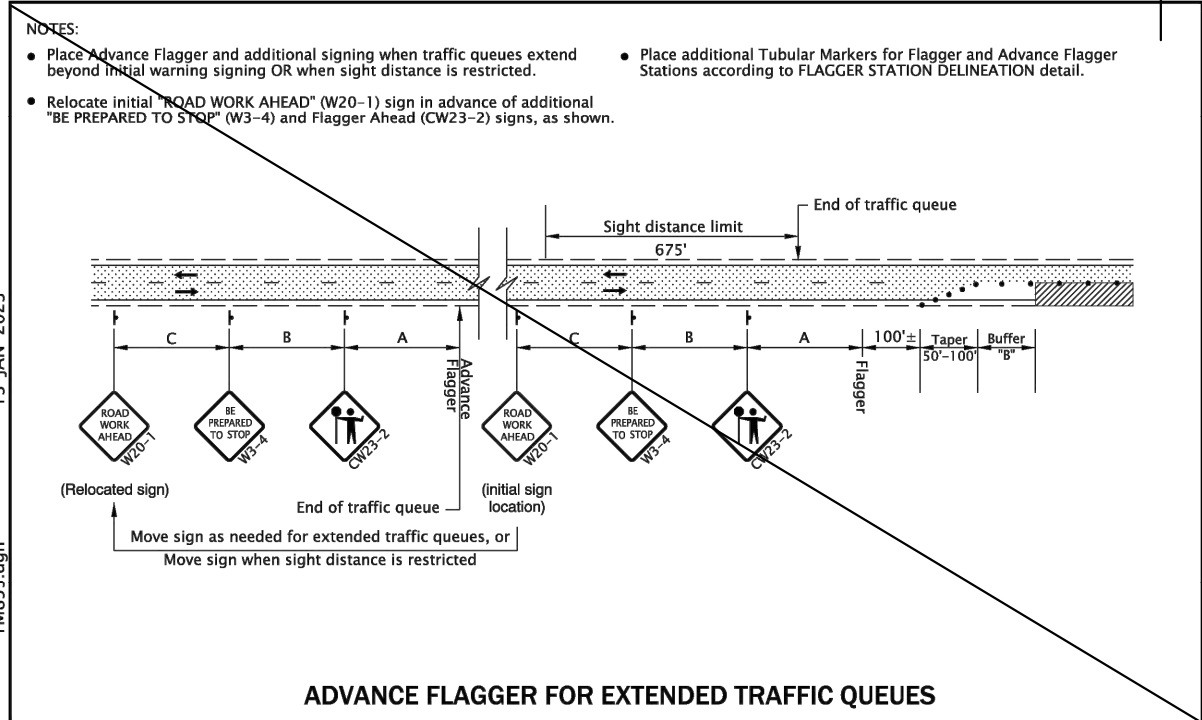 NOTES:
• Place Advance Flagger and additional signing when traffic queues extend
beyond initial warning signing OR when sight distance is restricted.
• Relocate initial "ROAD WORK AHEAD" (W20-1) sign in advance of additional
"BE PREPARED TO STOP" (W3-4) and Flagger Ahead (CW23-2) signs, as shown.
• Place additional Tubular Markers for Flagger and Advance Flagger
Stations according to FLAGGER STATION DELINEATION detail.
End of traffic queue
Sight distance limit
675'
C
B
A
Advance
Flagger
C
B
A
Flagger
100'±
Taper
50'-100'
Buffer
"B"
ROAD
WORK
AHEAD
W20-1
BE
PREPARED
TO STOP
W3-4
CW23-2
ROAD
WORK
AHEAD
W20-1
BE
PREPARED
TO STOP
W3-4
CW23-2
(Relocated sign)
End of traffic queue
(initial sign
location)
Move sign as needed for extended traffic queues, or
Move sign when sight distance is restricted
ADVANCE FLAGGER FOR EXTENDED TRAFFIC QUEUES